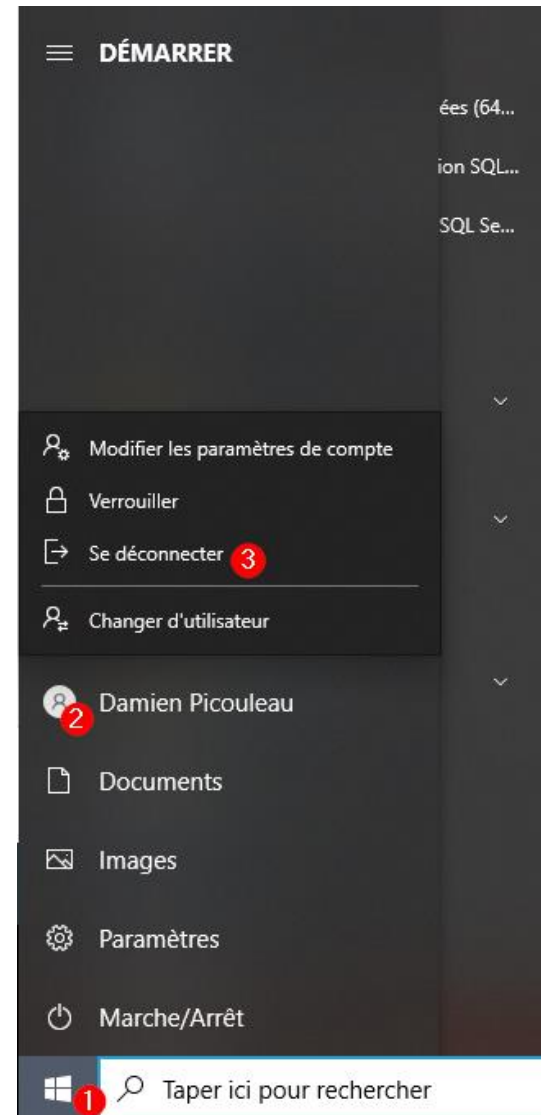 DÉMARRER
ées (64...
ion SQL...
SQL Se...
Modifier les paramètres de compte
Verrouiller
Se déconnecter 3
Changer d'utilisateur
2 Damien Picouleau
Documents
Images
Paramètres
Marche/Arrêt
1 Taper ici pour rechercher